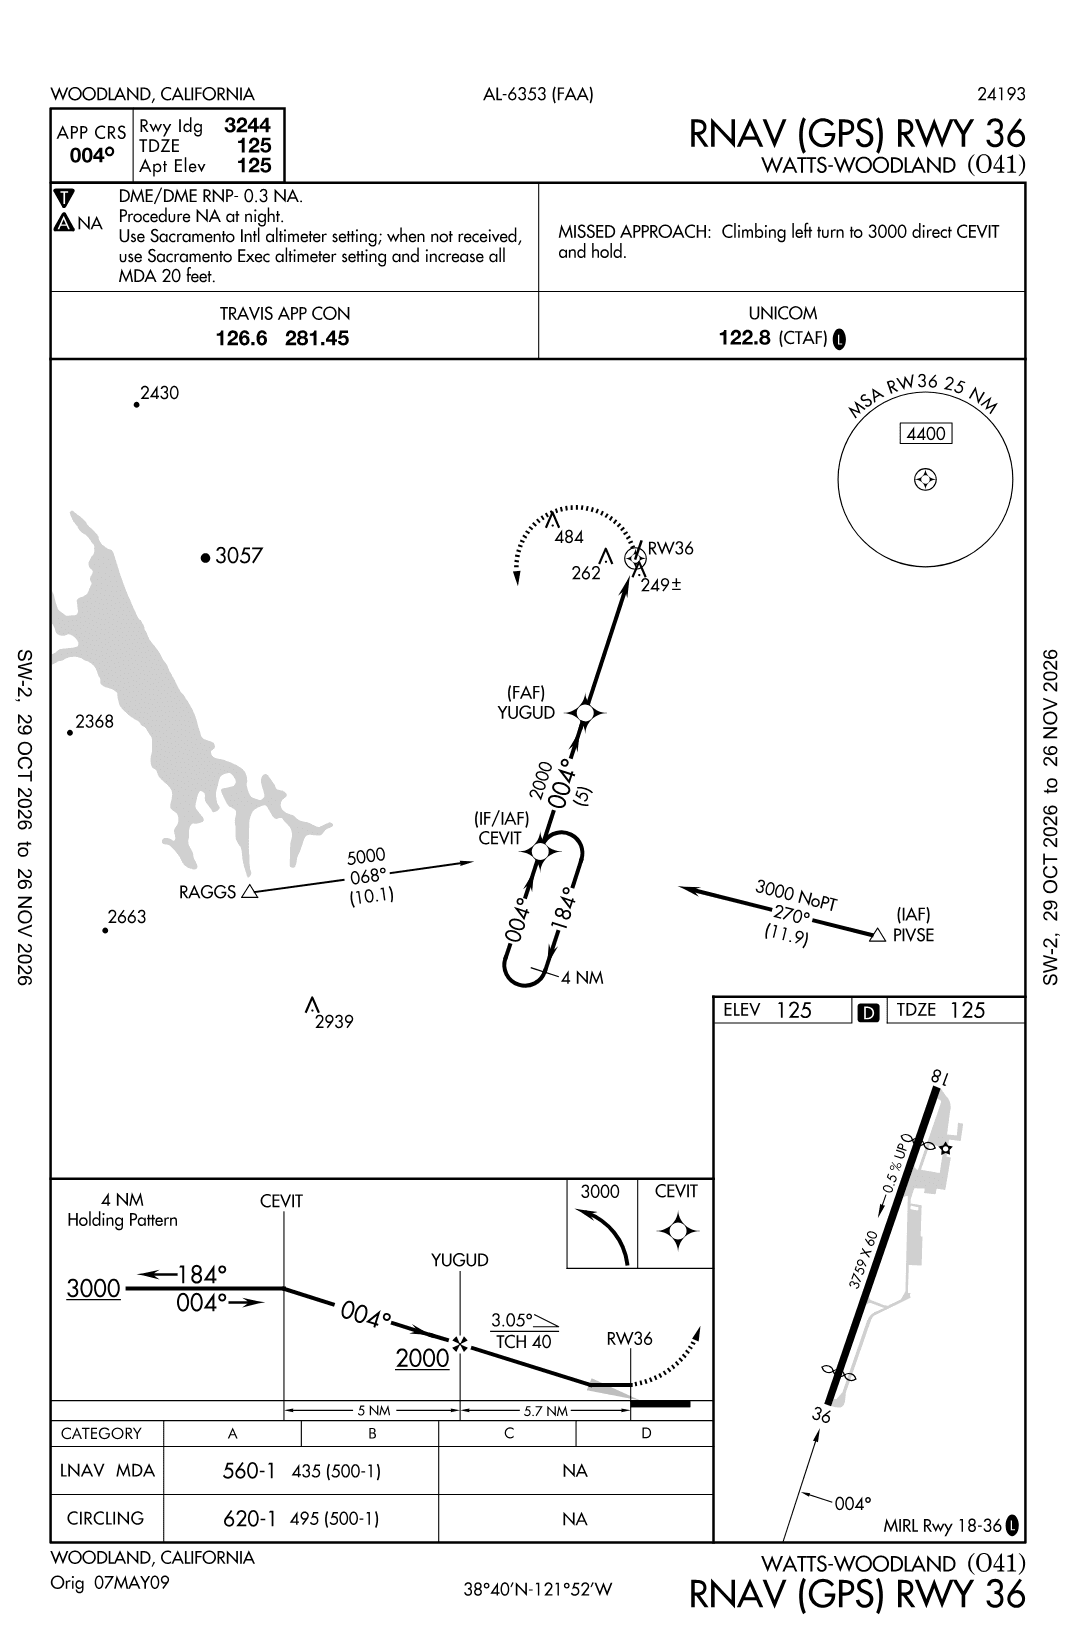 WOODLAND, CALIFORNIA
AL-6353 (FAA)
24193
APP CRS
004°
Rwy Idg 3244
TDZE 125
Apt Elev 125
RNAV (GPS) RWY 36
WATTS-WOODLAND (O41)
T
A NA
DME/DME RNP- 0.3 NA.
Procedure NA at night.
Use Sacramento Intl altimeter setting; when not received,
use Sacramento Exec altimeter setting and increase all
MDA 20 feet.
MISSED APPROACH: Climbing left turn to 3000 direct CEVIT
and hold.
TRAVIS APP CON
126.6 281.45
UNICOM
122.8 (CTAF) L
2430
MSA RW36 25 NM
4400
3057
484
262
RW36
249±
(FAF)
YUGUD
2368
2000
004°
(5)
(IF/IAF)
CEVIT
5000
068°
(10.1)
RAGGS
004°
184°
4 NM
3000 NoPT
270°
(11.9)
(IAF)
PIVSE
2663
2939
SW-2, 29 OCT 2026 to 26 NOV 2026
SW-2, 29 OCT 2026 to 26 NOV 2026
ELEV 125
D
TDZE 125
18
0.5% UP
3759 X 60
36
004°
MIRL Rwy 18-36 L
4 NM
Holding Pattern
CEVIT
3000
184°
004°
004°
YUGUD
2000
3.05°
TCH 40
RW36
3000
CEVIT
5 NM
5.7 NM
CATEGORY A B C D
LNAV MDA 560-1 435 (500-1) NA
CIRCLING 620-1 495 (500-1) NA
WOODLAND, CALIFORNIA
Orig 07MAY09
38°40'N-121°52'W
WATTS-WOODLAND (O41)
RNAV (GPS) RWY 36